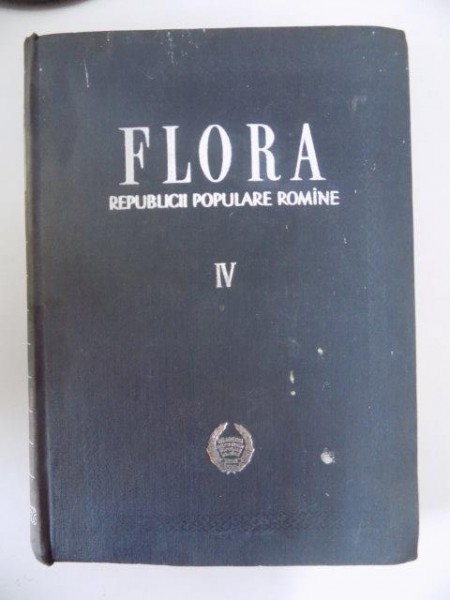 FLORA
REPUBLICII POPULARE ROMÎNE
IV